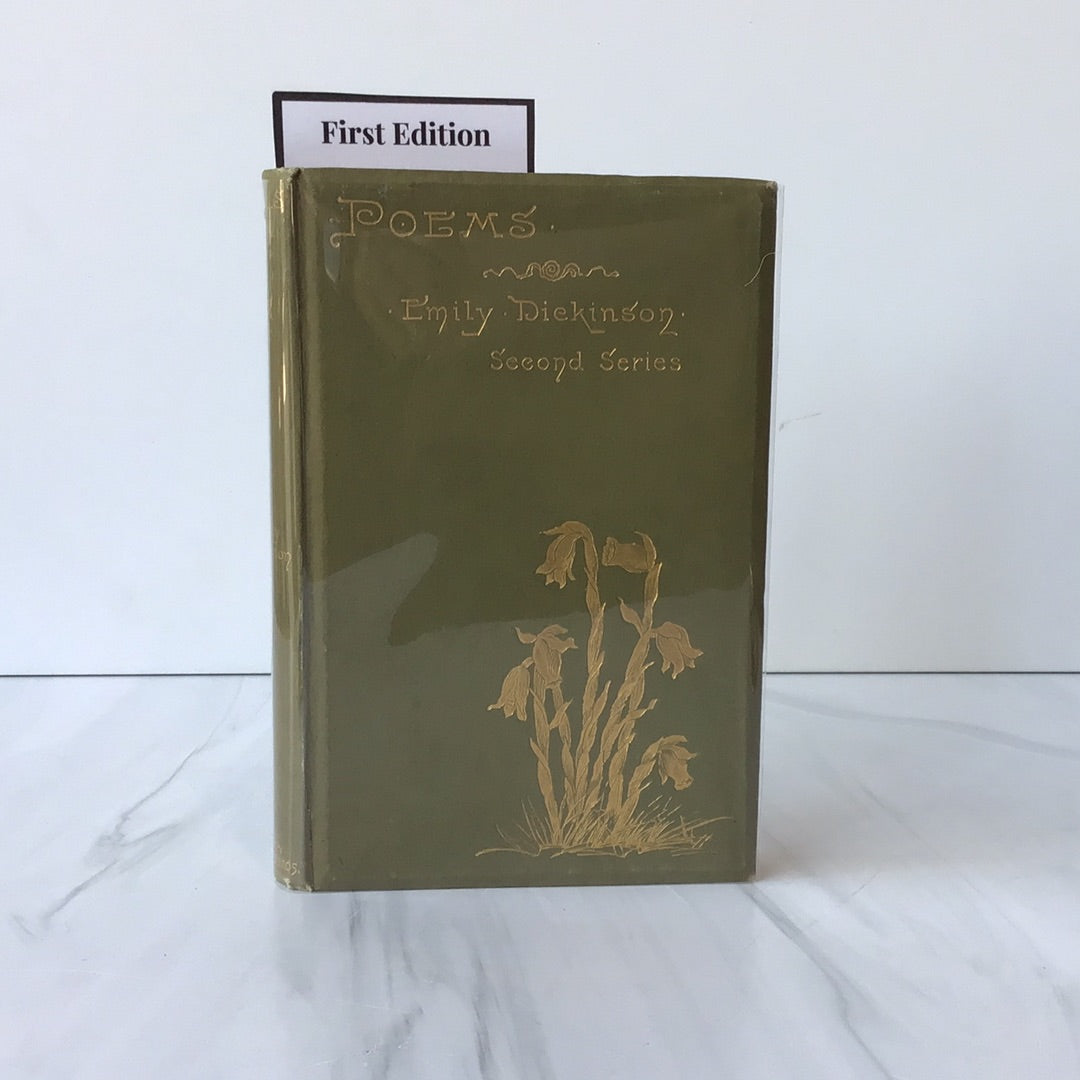 First Edition
POEMS.
· Emily · Dickinson ·
Second Series